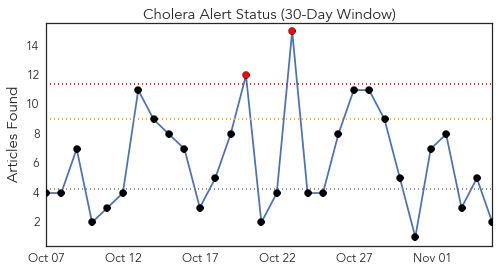 Cholera Alert Status (30-Day Window)
Articles Found
14
12
10
8
6
4
2
Oct 07 Oct 12 Oct 17 Oct 22 Oct 27 Nov 01